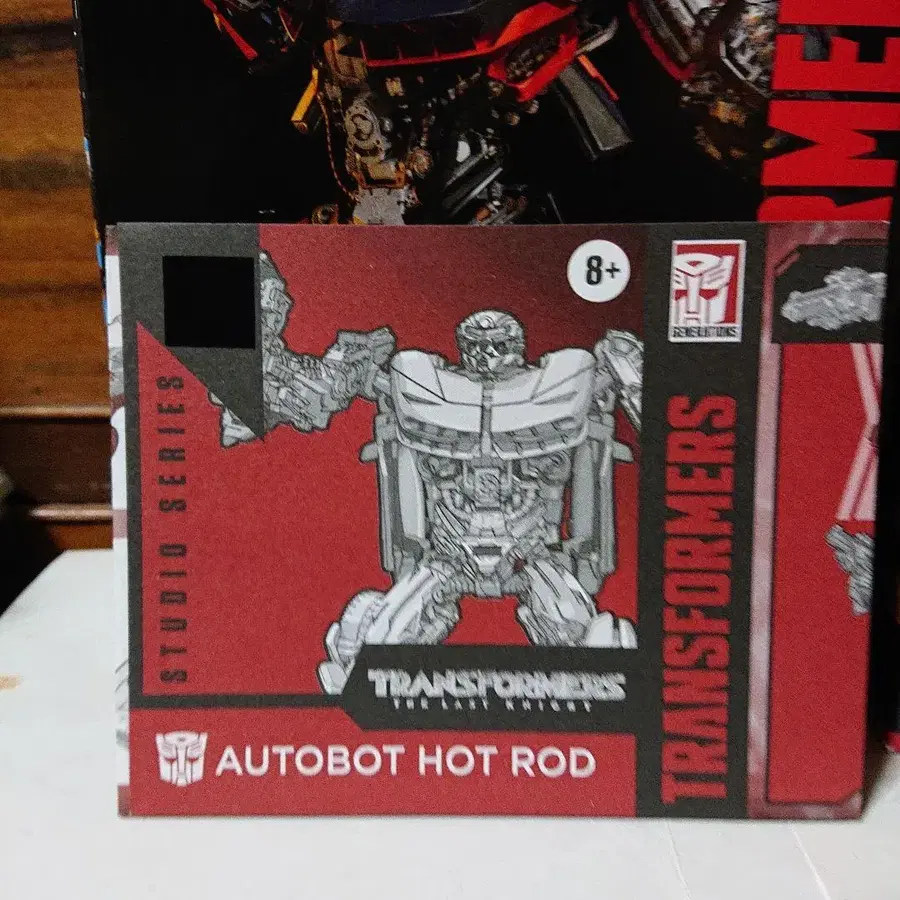 RME
8+
GENERATIONS
STUDIO SERIES
TRANSFORMERS
TRANSFORMERS
THE LAST KNIGHT
AUTOBOT HOT ROD